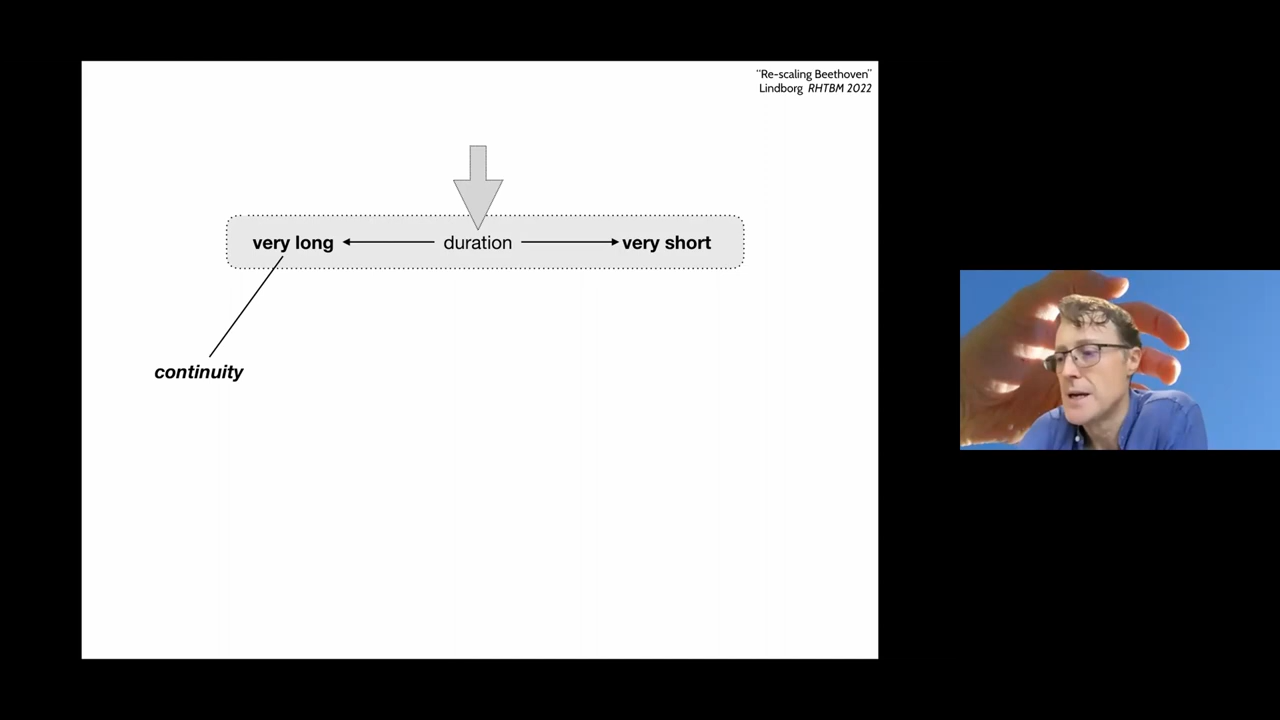 "Re-scaling Beethoven"
Lindborg RHTBM 2022
very long duration very short
continuity